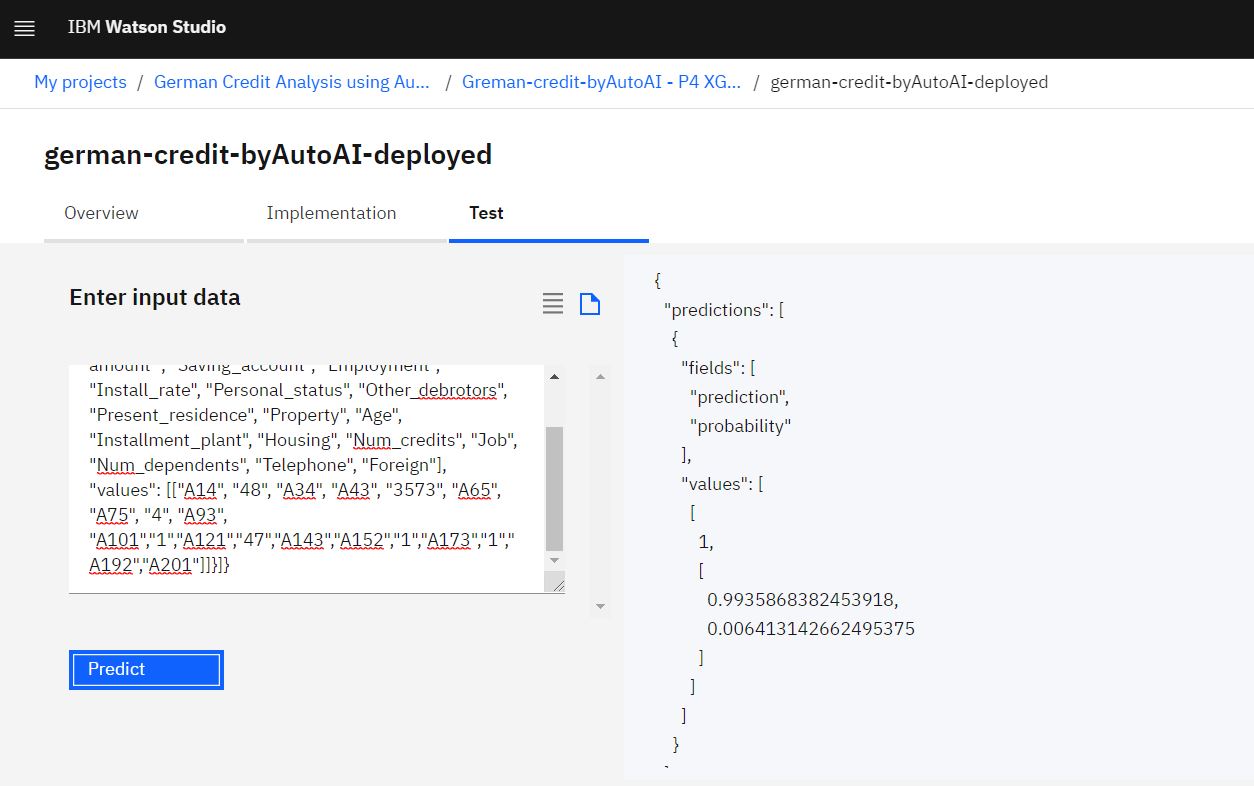 IBM Watson Studio
My projects / German Credit Analysis using Au... / Greman-credit-byAutoAI - P4 XG... / german-credit-byAutoAI-deployed
german-credit-byAutoAI-deployed
Overview Implementation Test
Enter input data
amount", "Saving_account", "Employment",
"Install_rate", "Personal_status", "Other_debrotors",
"Present_residence", "Property", "Age",
"Installment_plant", "Housing", "Num_credits", "Job",
"Num_dependents", "Telephone", "Foreign"],
"values": [["A14", "48", "A34", "A43", "3573", "A65",
"A75", "4", "A93",
"A101","1","A121","47","A143","A152","1","A173","1","
A192","A201"]]}]}
Predict
{
"predictions": [
{
"fields": [
"prediction",
"probability"
],
"values": [
[
1,
[
0.9935868382453918,
0.006413142662495375
]
]
]
}